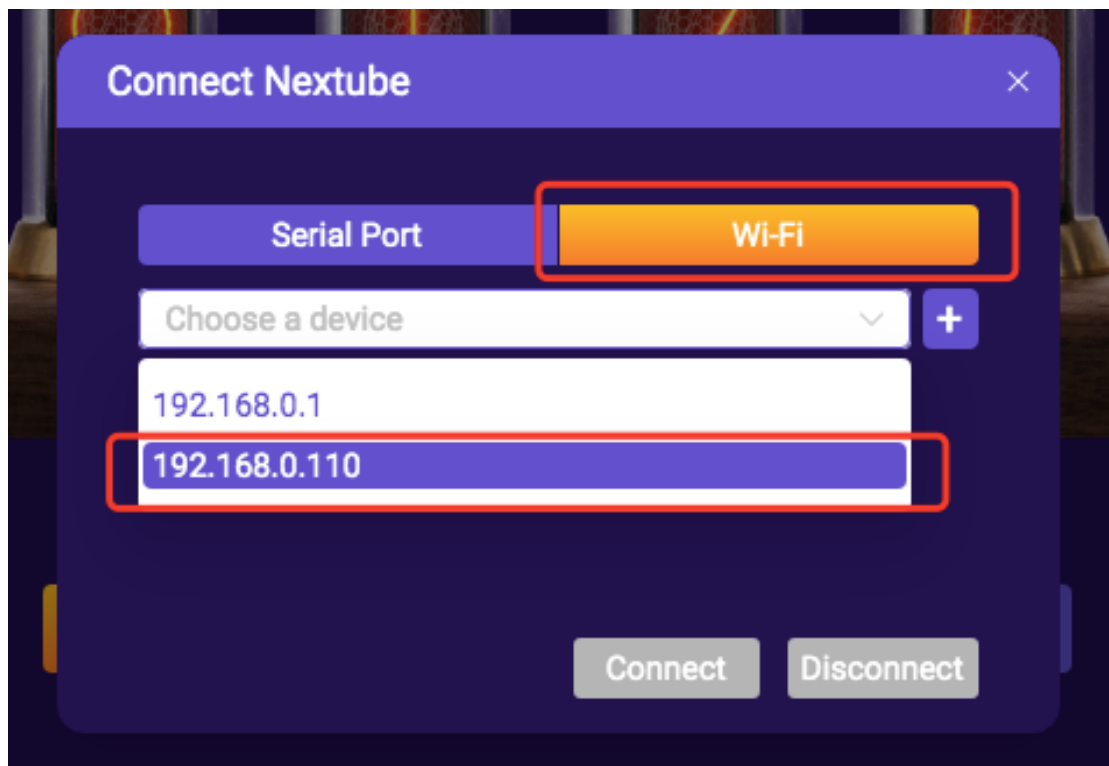 Connect Nextube
Serial Port
Wi-Fi
Choose a device
192.168.0.1
192.168.0.110
Connect
Disconnect